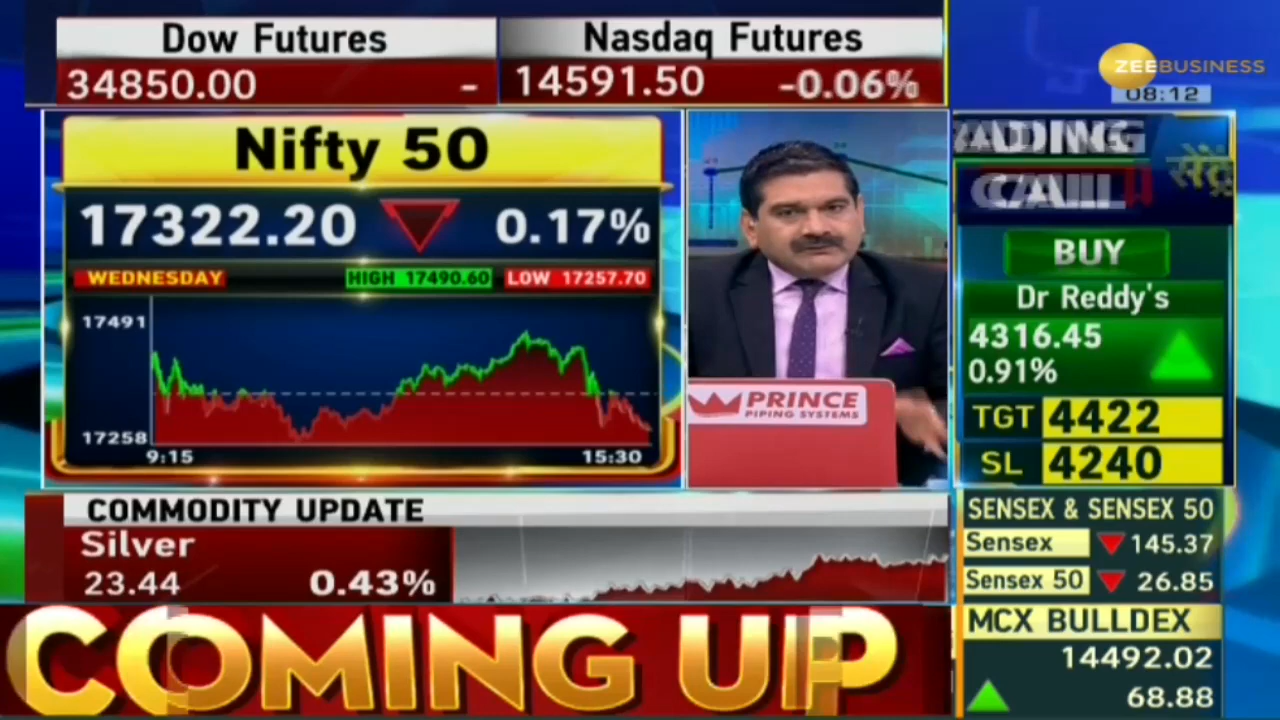 Dow Futures
34850.00 -
Nasdaq Futures
14591.50 -0.06%
ZEEBUSINESS
08:12
Nifty 50
17322.20 0.17%
WEDNESDAY HIGH 17490.60 LOW 17257.70
17491
17258
9:15 15:30
PRINCE
PIPING SYSTEMS
BUY
Dr Reddy's
4316.45
0.91%
TGT 4422
SL 4240
COMMODITY UPDATE
Silver
23.44 0.43%
SENSEX & SENSEX 50
Sensex 145.37
Sensex 50 26.85
MCX BULLDEX
14492.02
68.88
COMING UP